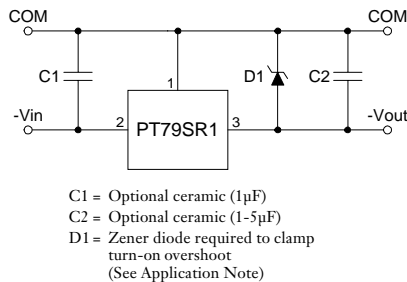 COM COM
C1 1 D1 C2
-Vin 2 PT79SR1 3 -Vout
C1 = Optional ceramic (1µF)
C2 = Optional ceramic (1-5µF)
D1 = Zener diode required to clamp
turn-on overshoot
(See Application Note)